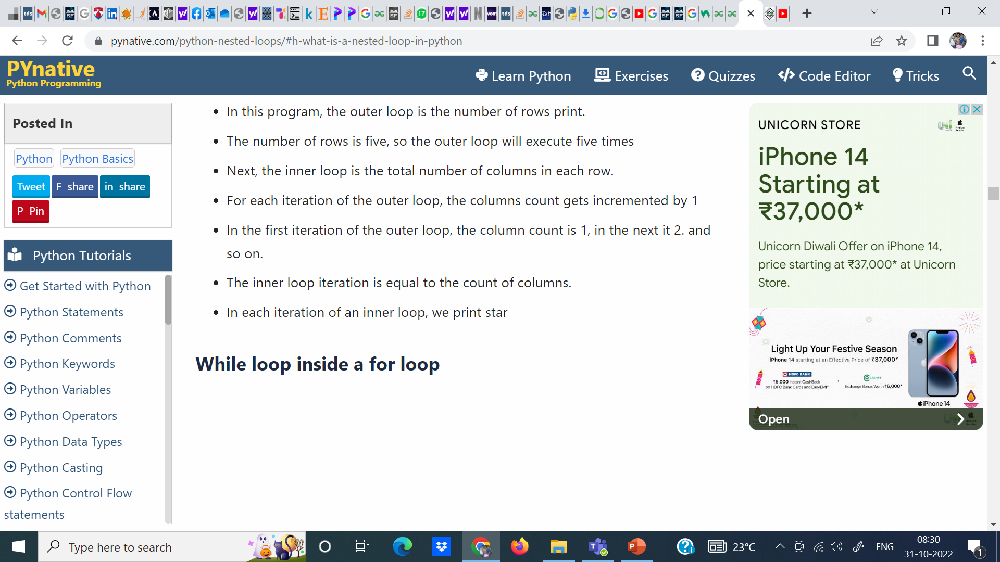 pynative.com/python-nested-loops/#h-what-is-a-nested-loop-in-python
PYnative
Python Programming
Learn Python
Exercises
Quizzes
Code Editor
Tricks
Posted In
Python
Python Basics
Tweet
F share
in share
P Pin
Python Tutorials
Get Started with Python
Python Statements
Python Comments
Python Keywords
Python Variables
Python Operators
Python Data Types
Python Casting
Python Control Flow
statements
In this program, the outer loop is the number of rows print.
The number of rows is five, so the outer loop will execute five times
Next, the inner loop is the total number of columns in each row.
For each iteration of the outer loop, the columns count gets incremented by 1
In the first iteration of the outer loop, the column count is 1, in the next it 2. and
so on.
The inner loop iteration is equal to the count of columns.
In each iteration of an inner loop, we print star
While loop inside a for loop
UNICORN STORE
iPhone 14
Starting at
₹37,000*
Unicorn Diwali Offer on iPhone 14,
price starting at ₹37,000* at Unicorn
Store.
Light Up Your Festive Season
iPhone 14 starting at an Effective Price of ₹37,000*
HDFC BANK
₹5,000 Instant CashBack
on HDFC Bank Cards and EasyEMI*
CASHIFY
Exchange Bonus Worth ₹6,000*
iPhone 14
Open
Type here to search
23°C
ENG
08:30
31-10-2022
1